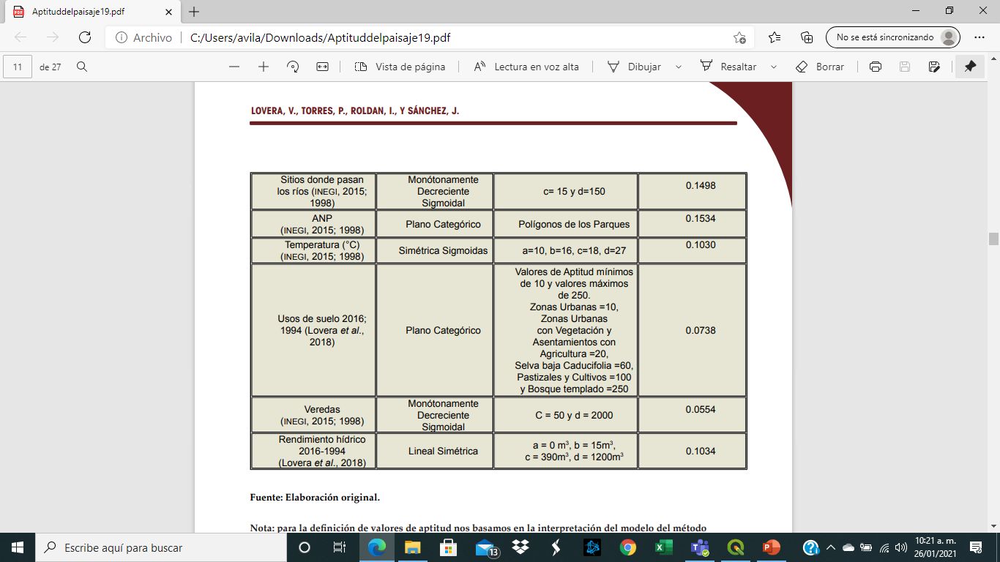 Aptituddelpaisaje19.pdf
Archivo
C:/Users/avila/Downloads/Aptituddelpaisaje19.pdf
No se está sincronizando
11 de 27
Vista de página
Lectura en voz alta
Dibujar
Resaltar
Borrar
LOVERA, V., TORRES, P., ROLDAN, I., Y SÁNCHEZ, J.
Sitios donde pasan
los ríos (INEGI, 2015;
1998)
Monótonamente
Decreciente
Sigmoidal
c= 15 y d=150
0.1498
ANP
(INEGI, 2015; 1998)
Plano Categórico
Polígonos de los Parques
0.1534
Temperatura (°C)
(INEGI, 2015; 1998)
Simétrica Sigmoidas
a=10, b=16, c=18, d=27
0.1030
Usos de suelo 2016;
1994 (Lovera et al.,
2018)
Plano Categórico
Valores de Aptitud mínimos
de 10 y valores máximos
de 250.
Zonas Urbanas =10,
Zonas Urbanas
con Vegetación y
Asentamientos con
Agricultura =20,
Selva baja Caducifolia =60,
Pastizales y Cultivos =100
y Bosque templado =250
0.0738
Veredas
(INEGI, 2015; 1998)
Monótonamente
Decreciente
Sigmoidal
C = 50 y d = 2000
0.0554
Rendimiento hídrico
2016-1994
(Lovera et al., 2018)
Lineal Simétrica
a = 0 m³, b = 15m³,
c = 390m³, d = 1200m³
0.1034
Fuente: Elaboración original.
Nota: para la definición de valores de aptitud nos basamos en la interpretación del modelo del método
Escribe aquí para buscar
13
10:21 a. m.
26/01/2021